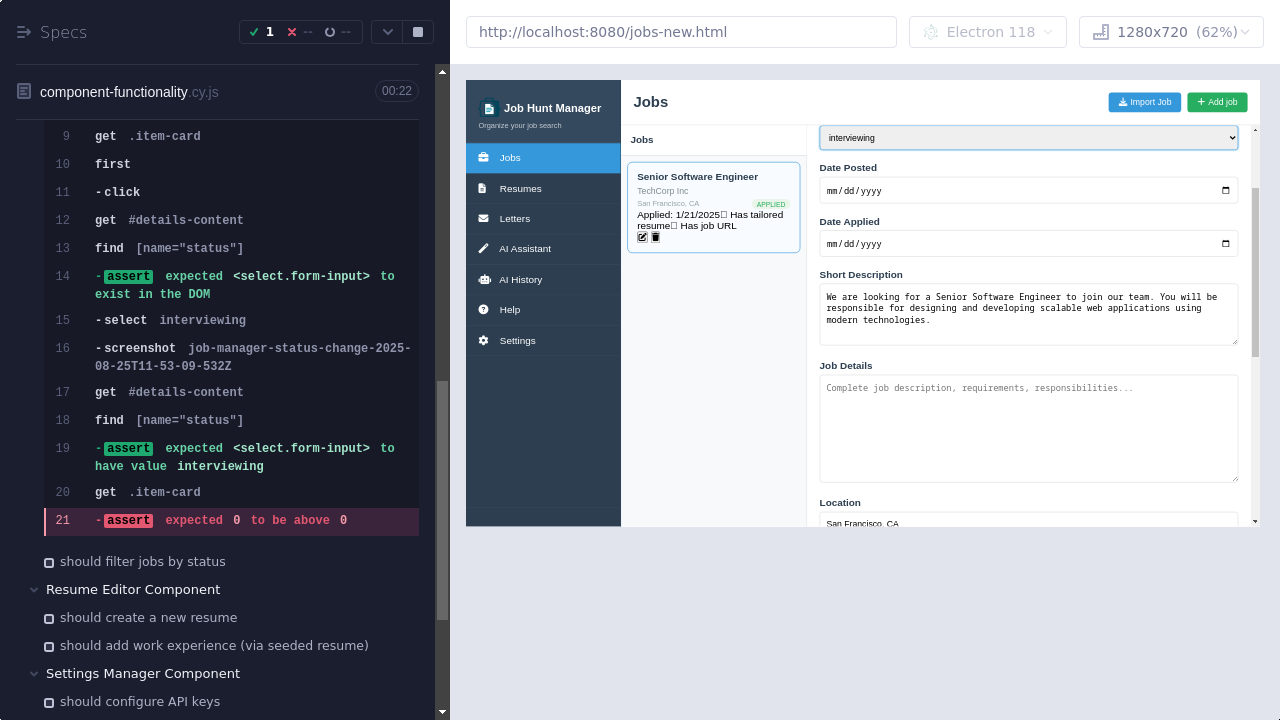 Specs
1
--
--
http://localhost:8080/jobs-new.html
Electron 118
1280x720 (62%)
component-functionality.cy.js
00:22
9 get .item-card
10 first
11 -click
12 get #details-content
13 find [name="status"]
14 -assert expected <select.form-input> to
exist in the DOM
15 -select interviewing
16 -screenshot job-manager-status-change-2025-
08-25T11-53-09-532Z
17 get #details-content
18 find [name="status"]
19 -assert expected <select.form-input> to
have value interviewing
20 get .item-card
21 -assert expected 0 to be above 0
should filter jobs by status
Resume Editor Component
should create a new resume
should add work experience (via seeded resume)
Settings Manager Component
should configure API keys
Job Hunt Manager
Organize your job search
Jobs
Resumes
Letters
AI Assistant
AI History
Help
Settings
Jobs
Import Job
Add job
Jobs
Senior Software Engineer
TechCorp Inc
San Francisco, CA
APPLIED
Applied: 1/21/2025 Has tailored
resume Has job URL
interviewing
Date Posted
mm/dd/yyyy
Date Applied
mm/dd/yyyy
Short Description
We are looking for a Senior Software Engineer to join our team. You will be
responsible for designing and developing scalable web applications using
modern technologies.
Job Details
Complete job description, requirements, responsibilities...
Location
San Francisco, CA